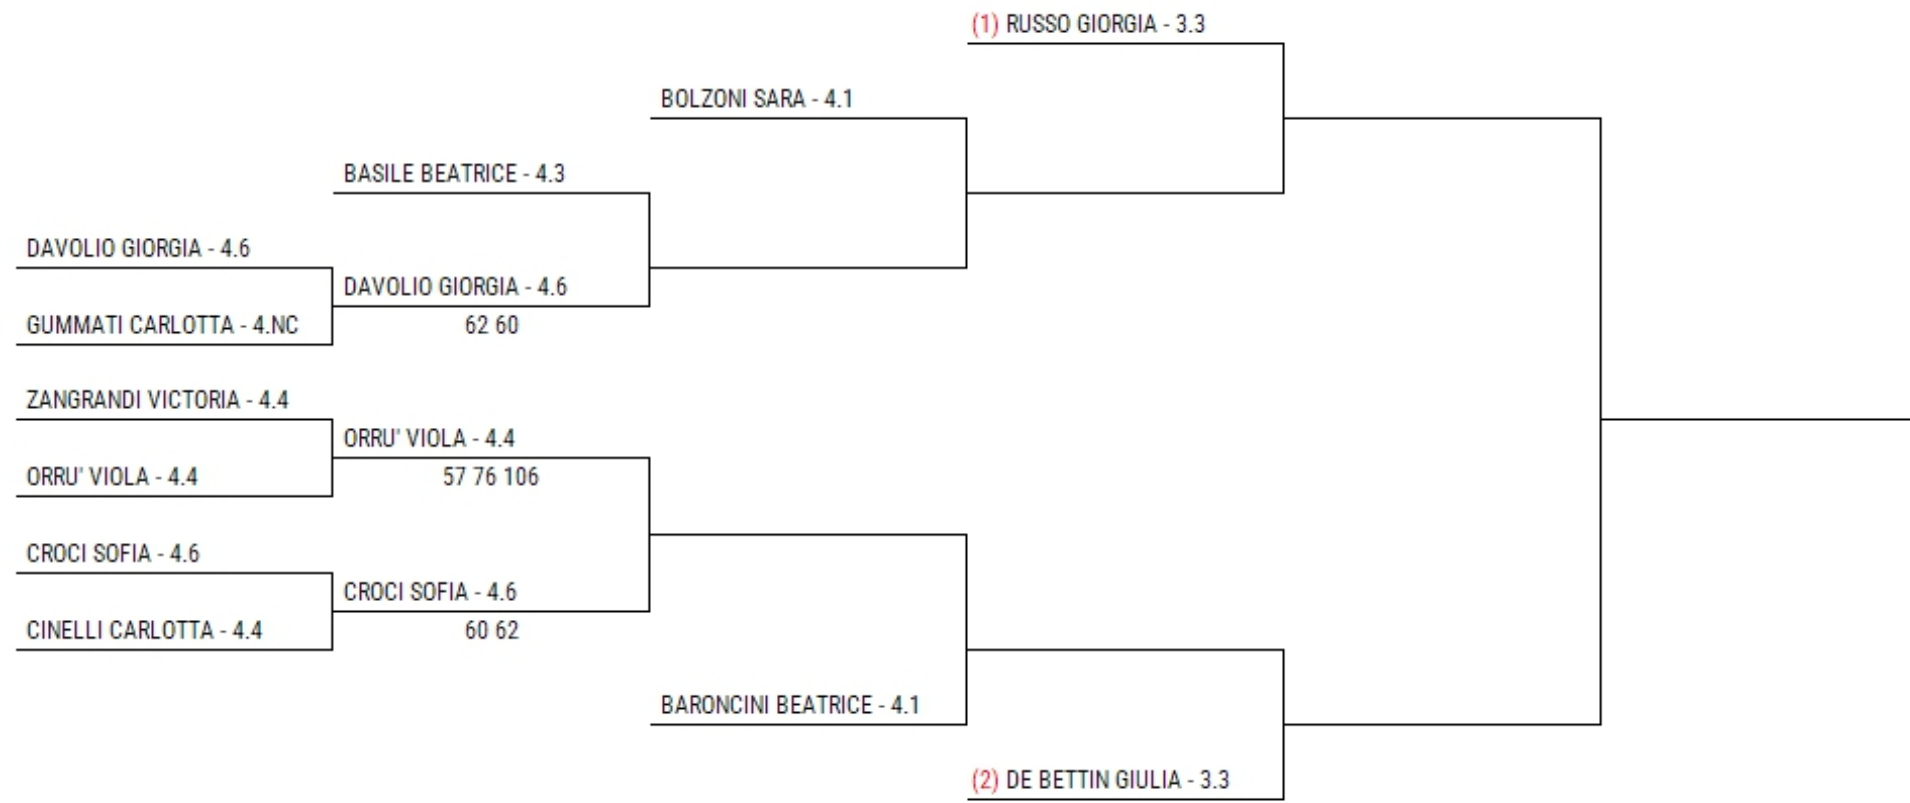 (1) RUSSO GIORGIA - 3.3
BOLZONI SARA - 4.1
BASILE BEATRICE - 4.3
DAVOLIO GIORGIA - 4.6
DAVOLIO GIORGIA - 4.6
GUMMATI CARLOTTA - 4.NC
62 60
ZANGRANDI VICTORIA - 4.4
ORRU' VIOLA - 4.4
ORRU' VIOLA - 4.4
57 76 106
CROCI SOFIA - 4.6
CROCI SOFIA - 4.6
CINELLI CARLOTTA - 4.4
60 62
BARONCINI BEATRICE - 4.1
(2) DE BETTIN GIULIA - 3.3